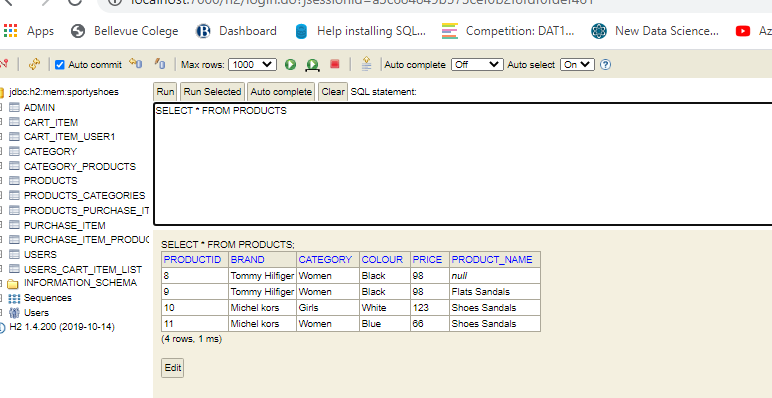 localhost:7000/h2/login.do?jsessionid=
Apps Bellevue Colege Dashboard Help installing SQL... Competition: DAT1... New Data Science... Az
Auto commit Max rows: 1000 Auto complete Off Auto select On
jdbc:h2:mem:sportyshoes
ADMIN
CART_ITEM
CART_ITEM_USER1
CATEGORY
CATEGORY_PRODUCTS
PRODUCTS
PRODUCTS_CATEGORIES
PRODUCTS_PURCHASE_IT
PURCHASE_ITEM
PURCHASE_ITEM_PRODUC
USERS
USERS_CART_ITEM_LIST
INFORMATION_SCHEMA
Sequences
Users
H2 1.4.200 (2019-10-14)
Run Run Selected Auto complete Clear SQL statement:
SELECT * FROM PRODUCTS
SELECT * FROM PRODUCTS;
PRODUCTID BRAND CATEGORY COLOUR PRICE PRODUCT_NAME
8 Tommy Hilfiger Women Black 98 null
9 Tommy Hilfiger Women Black 98 Flats Sandals
10 Michel kors Girls White 123 Shoes Sandals
11 Michel kors Women Blue 66 Shoes Sandals
(4 rows, 1 ms)
Edit